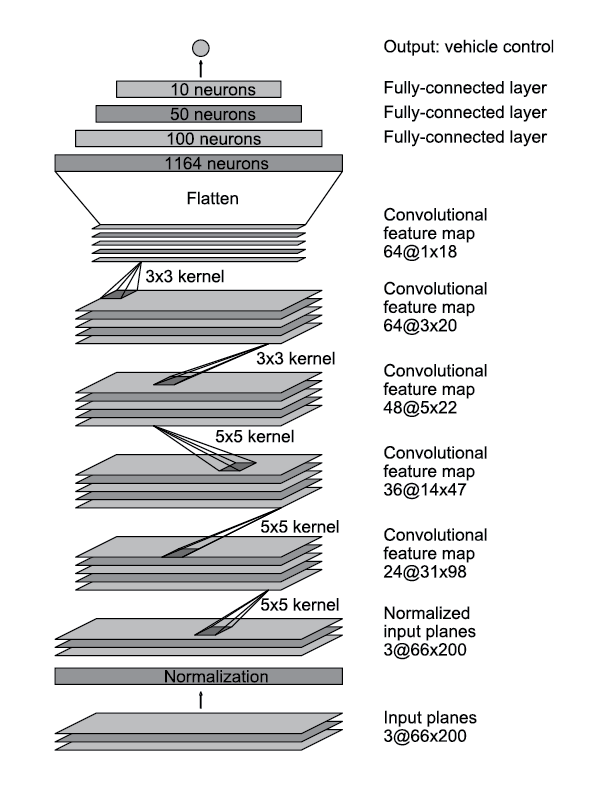 Output: vehicle control
10 neurons
Fully-connected layer
50 neurons
Fully-connected layer
100 neurons
Fully-connected layer
1164 neurons
Flatten
Convolutional
feature map
64@1x18
3x3 kernel
Convolutional
feature map
64@3x20
3x3 kernel
Convolutional
feature map
48@5x22
5x5 kernel
Convolutional
feature map
36@14x47
5x5 kernel
Convolutional
feature map
24@31x98
5x5 kernel
Normalized
input planes
3@66x200
Normalization
Input planes
3@66x200